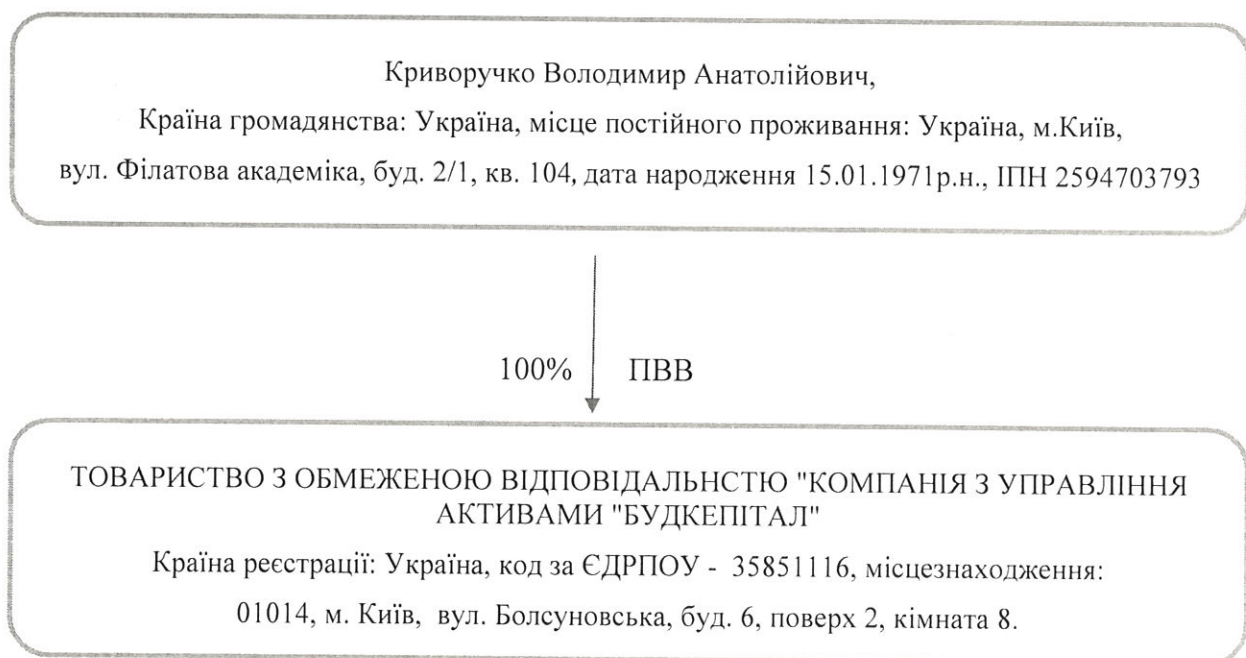 Криворучко Володимир Анатолійович,
Країна громадянства: Україна, місце постійного проживання: Україна, м.Київ,
вул. Філатова академіка, буд. 2/1, кв. 104, дата народження 15.01.1971р.н., ІПН 2594703793
100% ПВВ
ТОВАРИСТВО З ОБМЕЖЕНОЮ ВІДПОВІДАЛЬНСТЮ "КОМПАНІЯ З УПРАВЛІННЯ
АКТИВАМИ "БУДКЕПІТАЛ"
Країна реєстрації: Україна, код за ЄДРПОУ - 35851116, місцезнаходження:
01014, м. Київ, вул. Болсуновська, буд. 6, поверх 2, кімната 8.